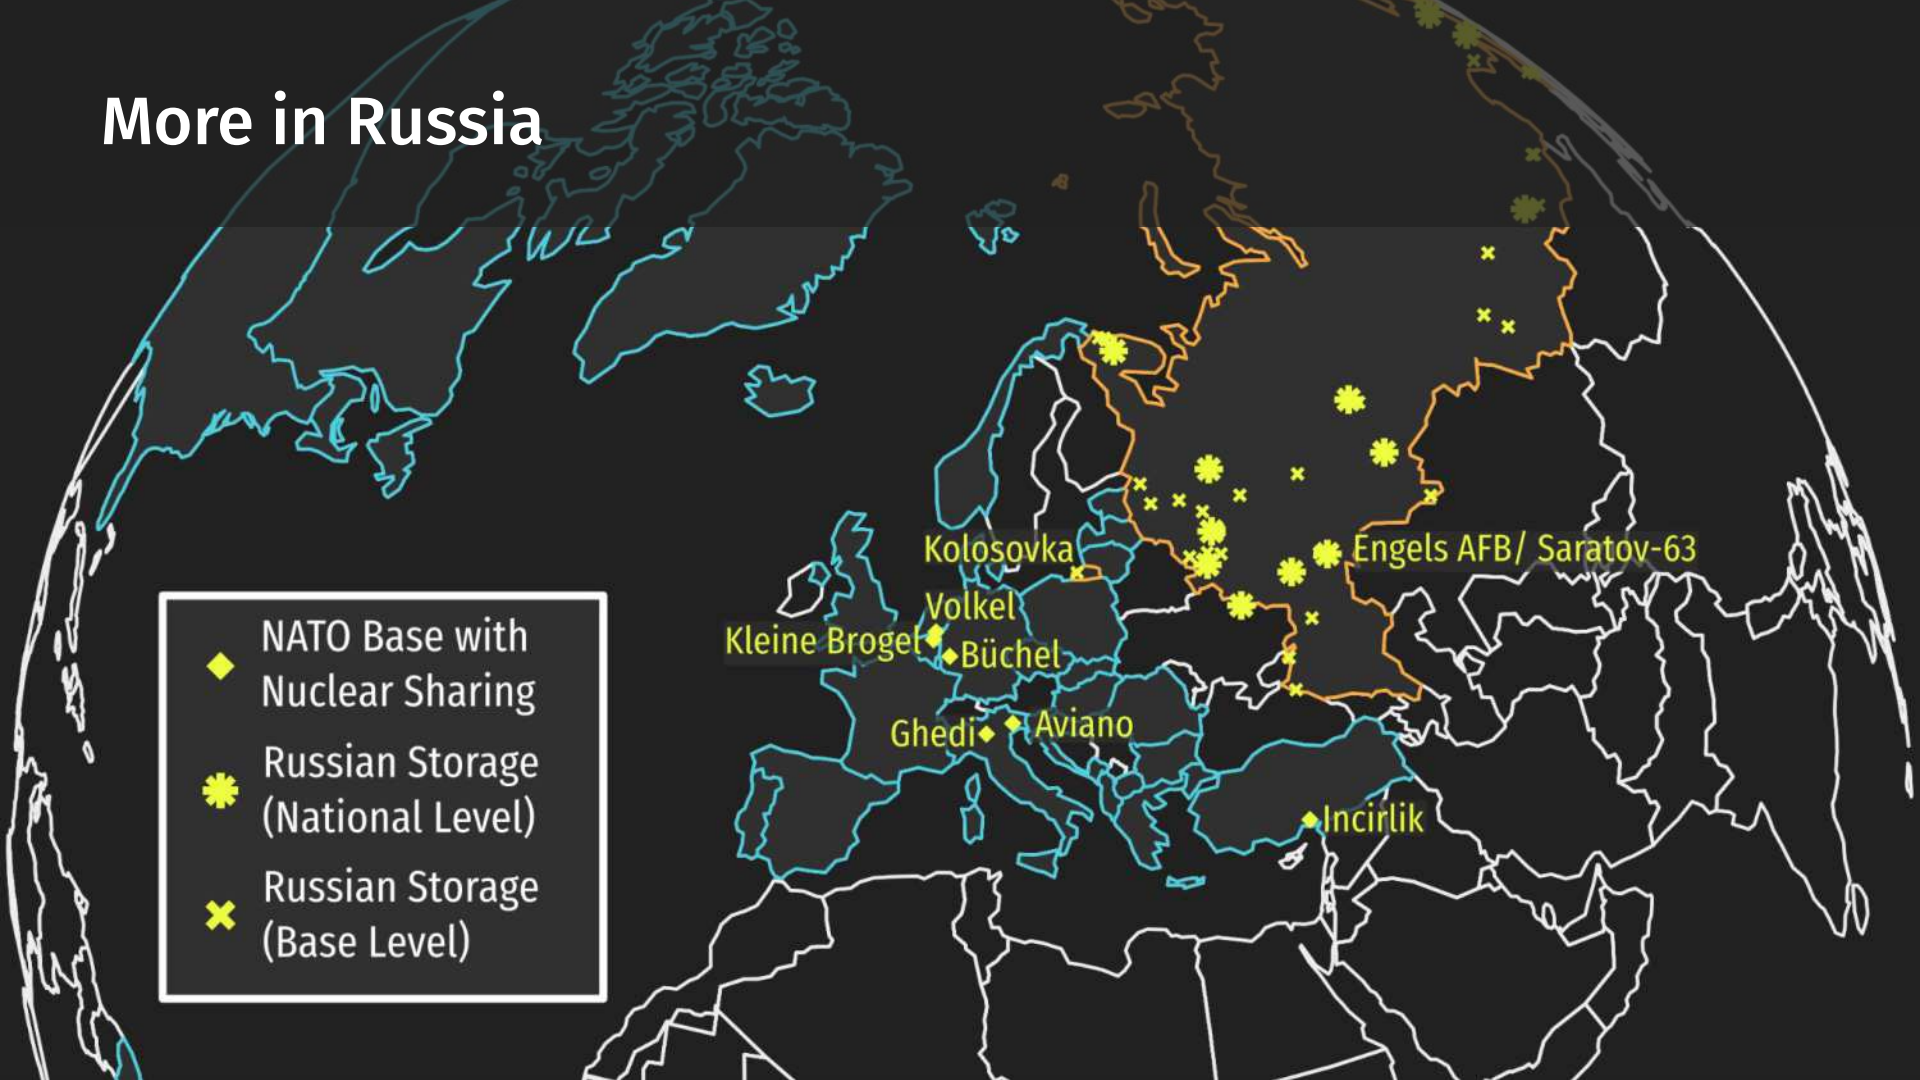 More in Russia
Kolosovka
Engels AFB/ Saratov-63
Volkel
Kleine Brogel
Büchel
Ghedi
Aviano
Incirlik
NATO Base with
Nuclear Sharing
Russian Storage
(National Level)
Russian Storage
(Base Level)